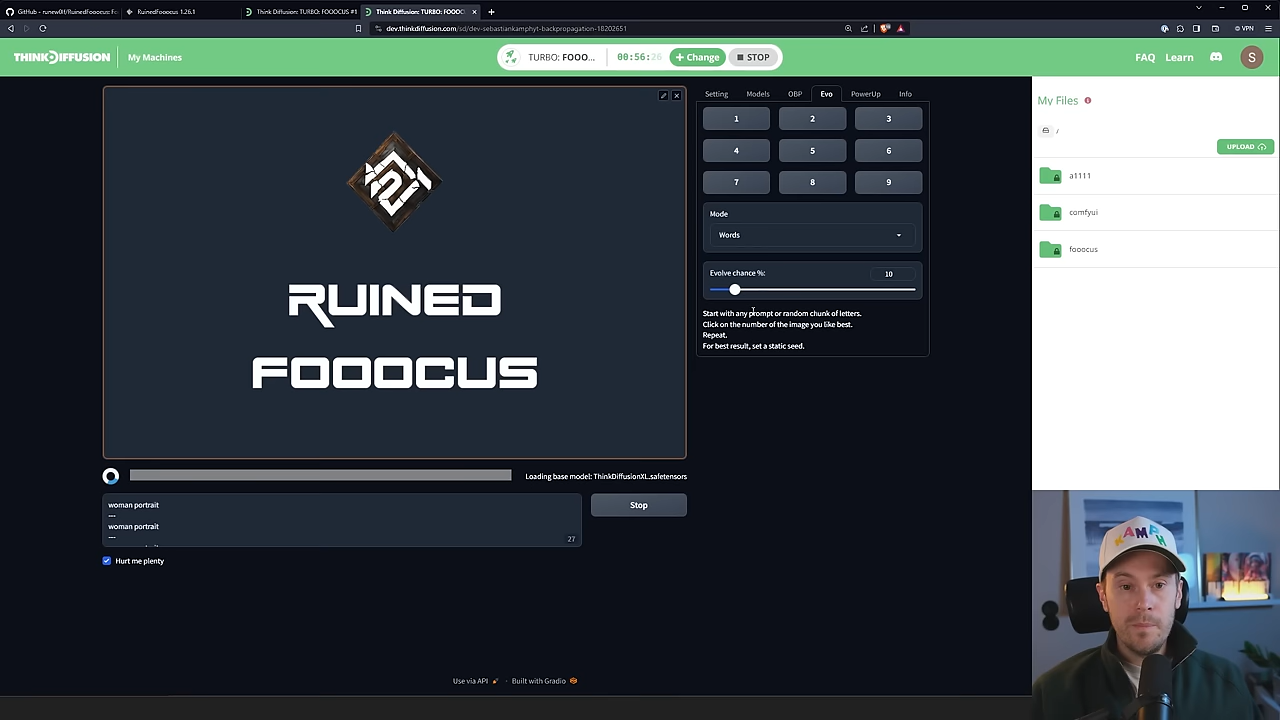 GitHub - runew0lf/RuinedFooocus: Fo
RuinedFooocus 1.26.1
Think Diffusion: TURBO: FOOOCUS #1
Think Diffusion: TURBO: FOOOC
dev.thinkdiffusion.com/sd/dev-sebastiankamphyt-backpropagation-18202651
VPN
THINKDIFFUSION
My Machines
TURBO: FOOO...
00:56:26
+ Change
STOP
FAQ
Learn
S
Setting
Models
OBP
Evo
PowerUp
Info
1
2
3
4
5
6
7
8
9
Mode
Words
Evolve chance %:
10
Start with any prompt or random chunk of letters.
Click on the number of the image you like best.
Repeat.
For best result, set a static seed.
RUINED
FOOOCUS
Loading base model: ThinkDiffusionXL.safetensors
woman portrait
---
woman portrait
---
27
Stop
Hurt me plenty
Use via API
·
Built with Gradio
My Files
/
UPLOAD
a1111
comfyui
fooocus
KAMPH